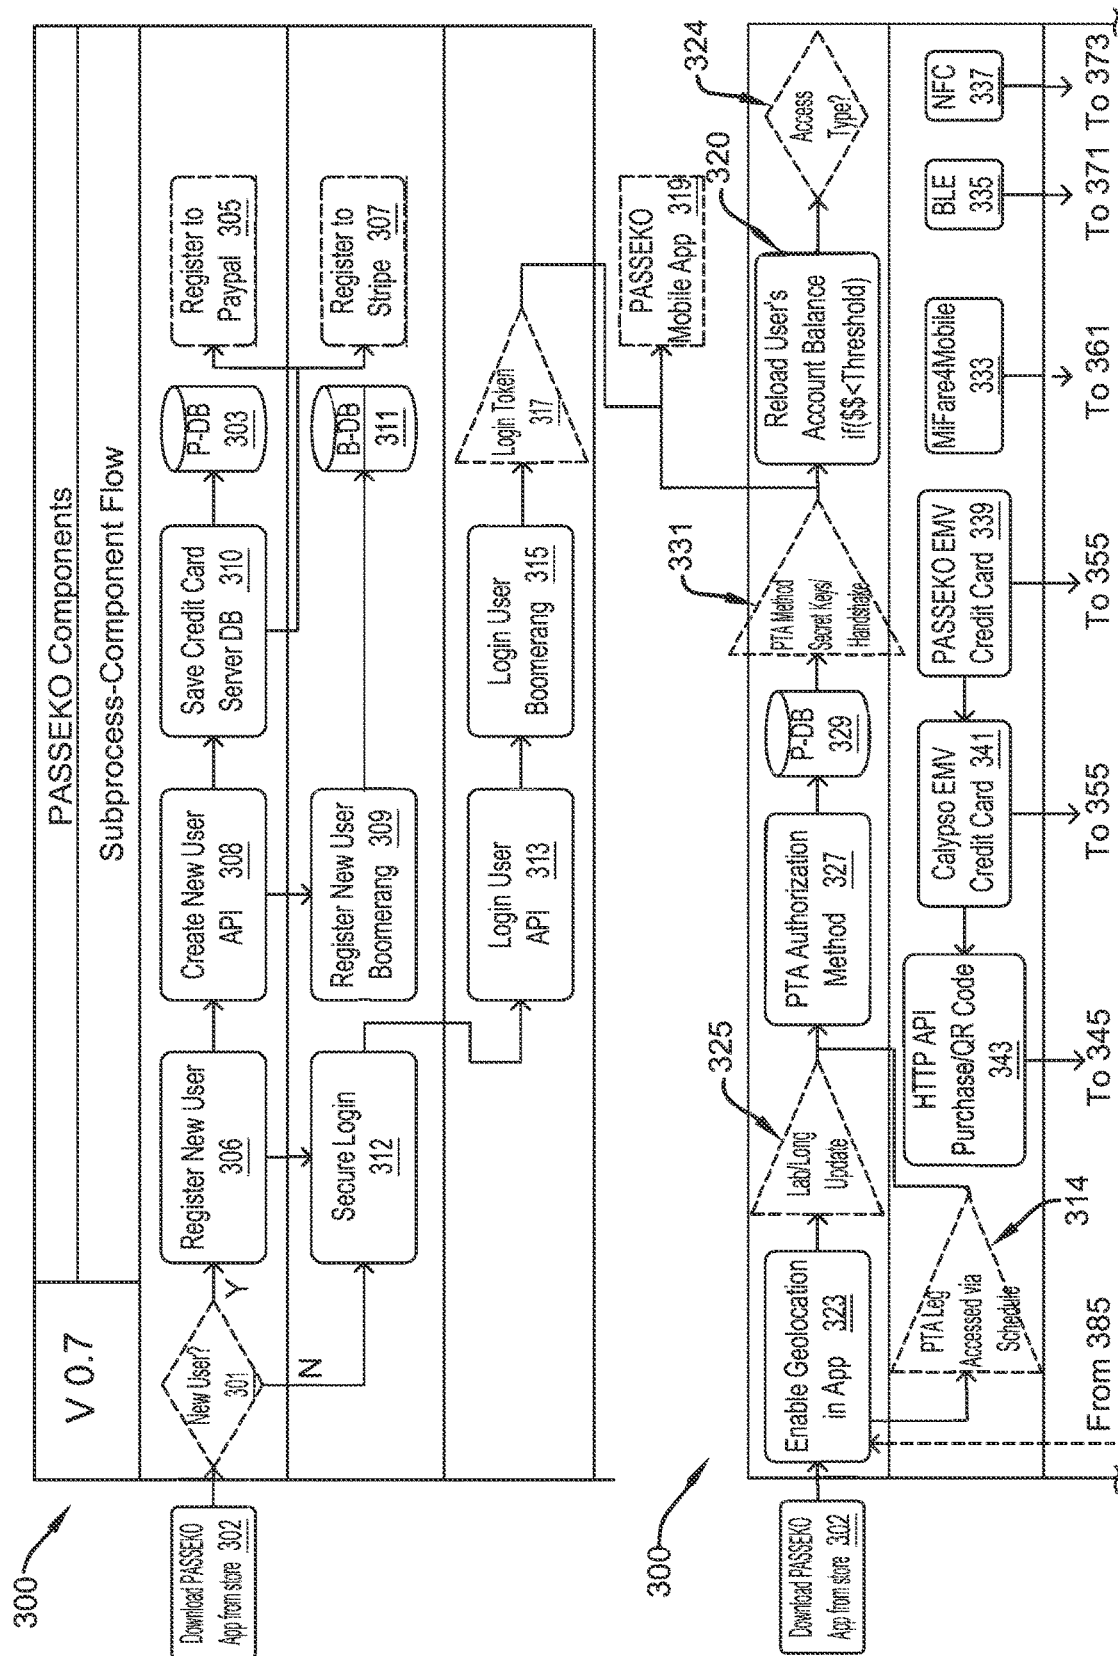 300
V 0.7
PASSEKO Components
Subprocess-Component Flow
Download PASSEKO
App from store 302
New User?
301
Y
N
Register New User
306
Create New User
API 308
Save Credit Card
Server DB 310
P-DB
303
Register to
Paypal 305
Secure Login
312
Register New User
Boomerang 309
B-DB
311
Register to
Stripe 307
Login User
API 313
Login User
Boomerang 315
Login Token
317
PASSEKO
Mobile App 319
300
Download PASSEKO
App from store 302
Enable Geolocation
in App 323
325
Lab/Long
Update
PTA Authorization
Method 327
P-DB
329
331
PTA Method
Secret Keys/
Handshake
320
Reload User's
Account Balance
if($$<Threshold)
324
Access
Type?
PTA Leg
Accessed via
Schedule
314
HTTP API
Purchase/QR Code
343
Calypso EMV
Credit Card 341
PASSEKO EMV
Credit Card 339
MiFare4Mobile
333
BLE
335
NFC
337
From 385
To 345
To 355
To 355
To 361
To 371
To 373